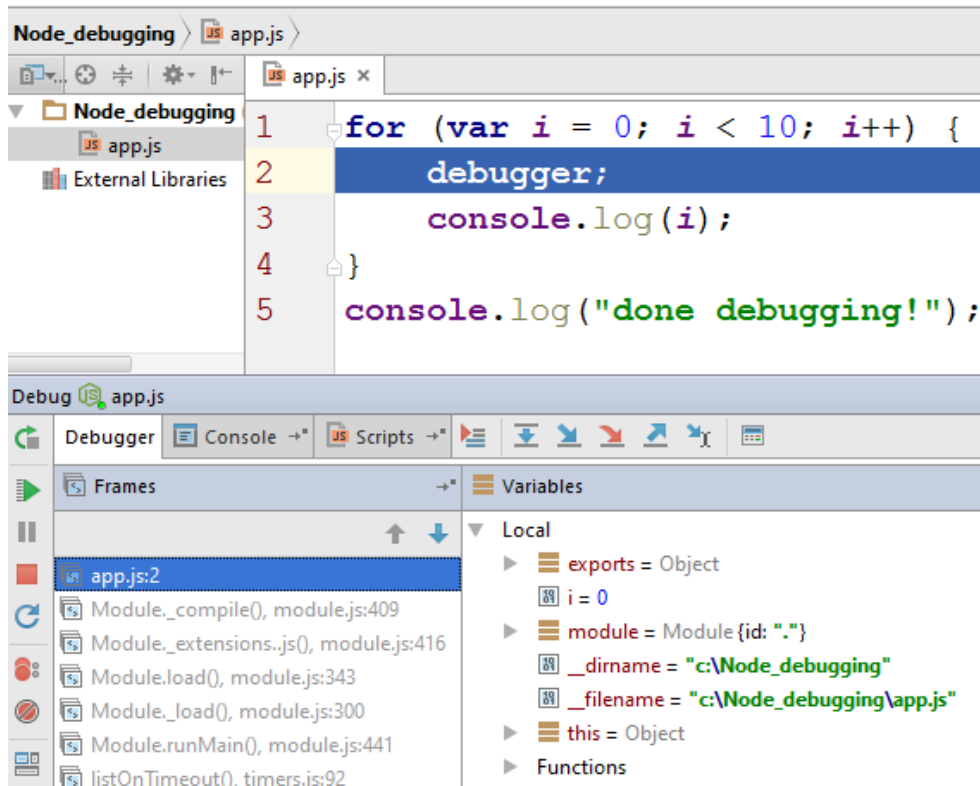 Node_debugging app.js
app.js ×
Node_debugging
app.js
External Libraries
1 for (var i = 0; i < 10; i++) {
2 debugger;
3 console.log(i);
4 }
5 console.log("done debugging!");
Debug app.js
Debugger Console Scripts
Frames
Variables
app.js:2
Module._compile(), module.js:409
Module._extensions..js(), module.js:416
Module.load(), module.js:343
Module._load(), module.js:300
Module.runMain(), module.js:441
listOnTimeout(), timers.js:92
Local
exports = Object
i = 0
module = Module {id: "."}
__dirname = "c:\Node_debugging"
__filename = "c:\Node_debugging\app.js"
this = Object
Functions